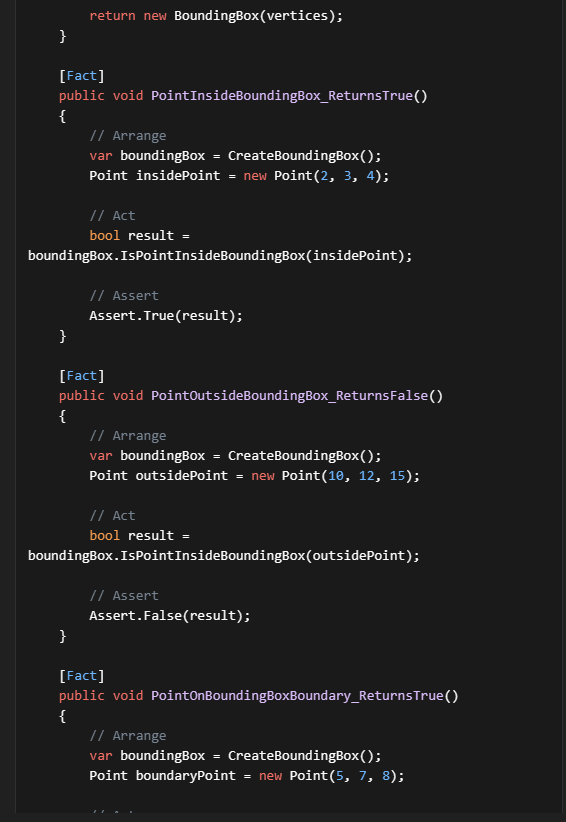 return new BoundingBox(vertices);
}
[Fact]
public void PointInsideBoundingBox_ReturnsTrue()
{
// Arrange
var boundingBox = CreateBoundingBox();
Point insidePoint = new Point(2, 3, 4);
// Act
bool result =
boundingBox.IsPointInsideBoundingBox(insidePoint);
// Assert
Assert.True(result);
}
[Fact]
public void PointOutsideBoundingBox_ReturnsFalse()
{
// Arrange
var boundingBox = CreateBoundingBox();
Point outsidePoint = new Point(10, 12, 15);
// Act
bool result =
boundingBox.IsPointInsideBoundingBox(outsidePoint);
// Assert
Assert.False(result);
}
[Fact]
public void PointOnBoundingBoxBoundary_ReturnsTrue()
{
// Arrange
var boundingBox = CreateBoundingBox();
Point boundaryPoint = new Point(5, 7, 8);